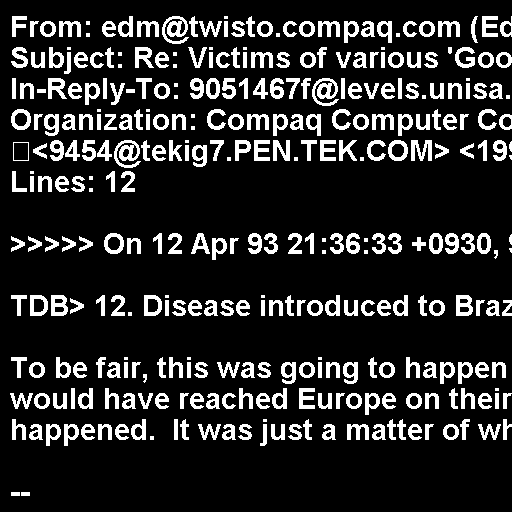 From: edm@twisto.compaq.com (Ed
Subject: Re: Victims of various 'Goo
In-Reply-To: 9051467f@levels.unisa.
Organization: Compaq Computer Co
<9454@tekig7.PEN.TEK.COM> <199
Lines: 12
>>>>> On 12 Apr 93 21:36:33 +0930, 9
TDB> 12. Disease introduced to Braz
To be fair, this was going to happen
would have reached Europe on their
happened.  It was just a matter of wh
--